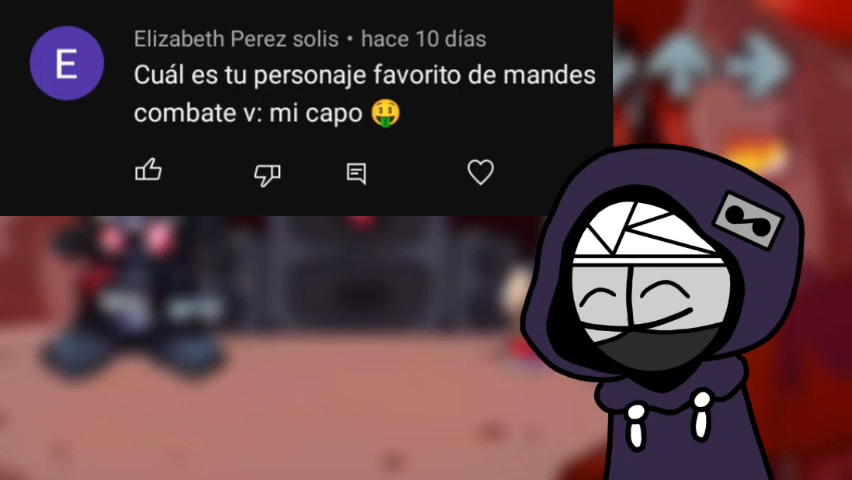 E
Elizabeth Perez solis • hace 10 días
Cuál es tu personaje favorito de mandes
combate v: mi capo 🤑